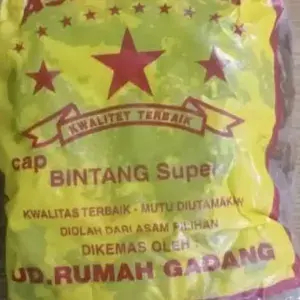 KWALITET TERBAIK
cap
BINTANG Super
KWALITAS TERBAIK - MUTU DIUTAMAKAN
DIOLAH DARI ASAM PILIHAN
DIKEMAS OLEH :
UD.RUMAH GADANG